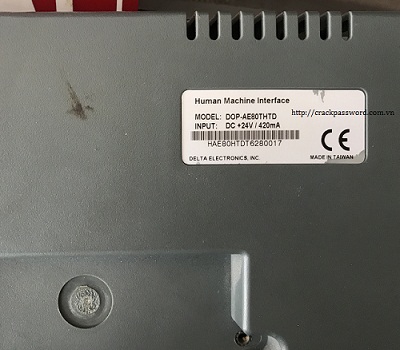 Human Machine Interface
http://crackpassword.com.vn
MODEL: DOP-AE80THTD
INPUT: DC +24V / 420mA
HAE80HTDT6280017
CE
DELTA ELECTRONICS, INC. MADE IN TAIWAN